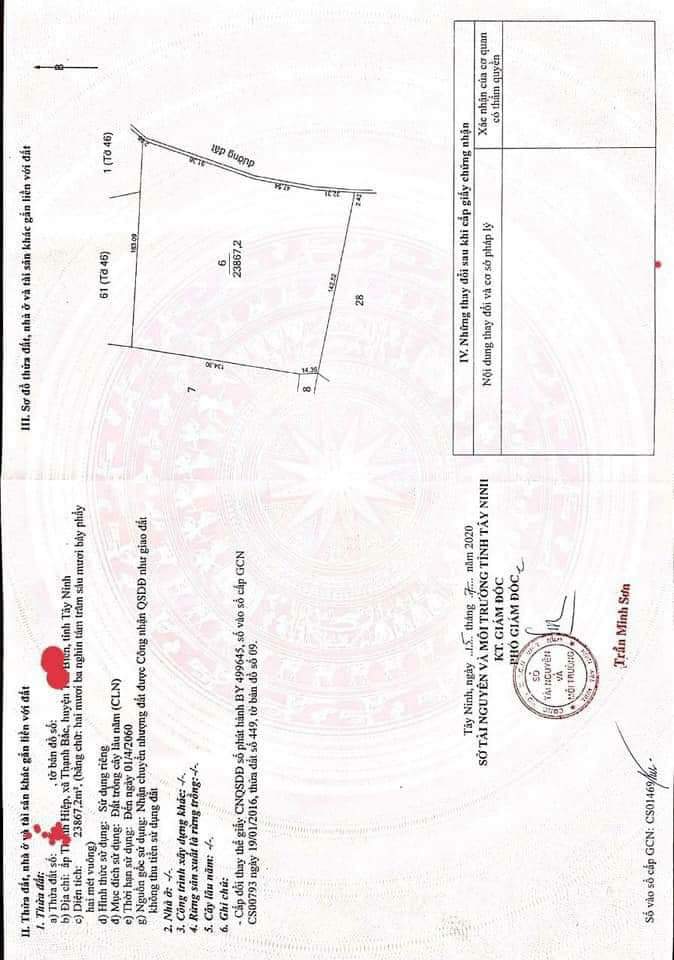 II. Thửa đất, nhà ở và tài sản khác gắn liền với đất
1. Thửa đất:
a) Thửa đất số: , tờ bản đồ số:
b) Địa chỉ: ấp Hiệp, xã Thạnh Bắc, huyện Biên, tỉnh Tây Ninh
c) Diện tích: 23867,2m², (bằng chữ: hai mươi ba nghìn tám trăm sáu mươi bảy phẩy
hai mét vuông)
d) Hình thức sử dụng: Sử dụng riêng
đ) Mục đích sử dụng: Đất trồng cây lâu năm (CLN)
e) Thời hạn sử dụng: Đến ngày 01/4/2060
g) Nguồn gốc sử dụng: Nhận chuyển nhượng đất được Công nhận QSDĐ như giao đất
không thu tiền sử dụng đất
2. Nhà ở: -/-
3. Công trình xây dựng khác: -/-
4. Rừng sản xuất là rừng trồng:-/-
5. Cây lâu năm: -/-
6. Ghi chú:
- Cấp đổi thay thế giấy CNQSDĐ số phát hành BY 499645, số vào sổ cấp GCN
CS00793 ngày 19/01/2016, thửa đất số 449, tờ bản đồ số 09.
Tây Ninh, ngày 15 tháng năm 2020
SỞ TÀI NGUYÊN VÀ MÔI TRƯỜNG TỈNH TÂY NINH
KT. GIÁM ĐỐC
PHÓ GIÁM ĐỐC
SỞ
TÀI NGUYÊN
VÀ
MÔI TRƯỜNG
Trần Minh Sơn
Số vào sổ cấp GCN: CS01469
III. Sơ đồ thửa đất, nhà ở và tài sản khác gắn liền với đất
B
61 (Tờ 46)
1 (Tờ 46)
163.09
31.36
đường đất
47.54
32.31
2.42
6
23867,2
142.52
134.30
14.35
7
8
28
IV. Những thay đổi sau khi cấp giấy chứng nhận
Nội dung thay đổi và cơ sở pháp lý
Xác nhận của cơ quan
có thẩm quyền